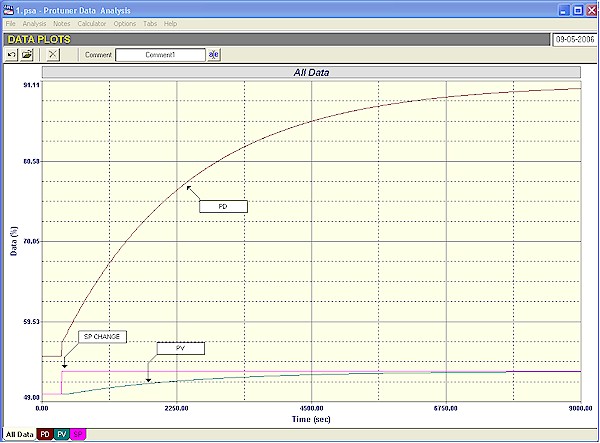 1.psa - Protuner Data Analysis
File Analysis Notes Calculator Options Tabs Help
DATA PLOTS
09-05-2006
Comment
Comment1
All Data
91.11
80.58
70.05
59.53
49.00
Data (%)
PD
SP CHANGE
PV
0.00 2250.00 4500.00 6750.00 9000.00
Time (sec)
All Data PD PV SP